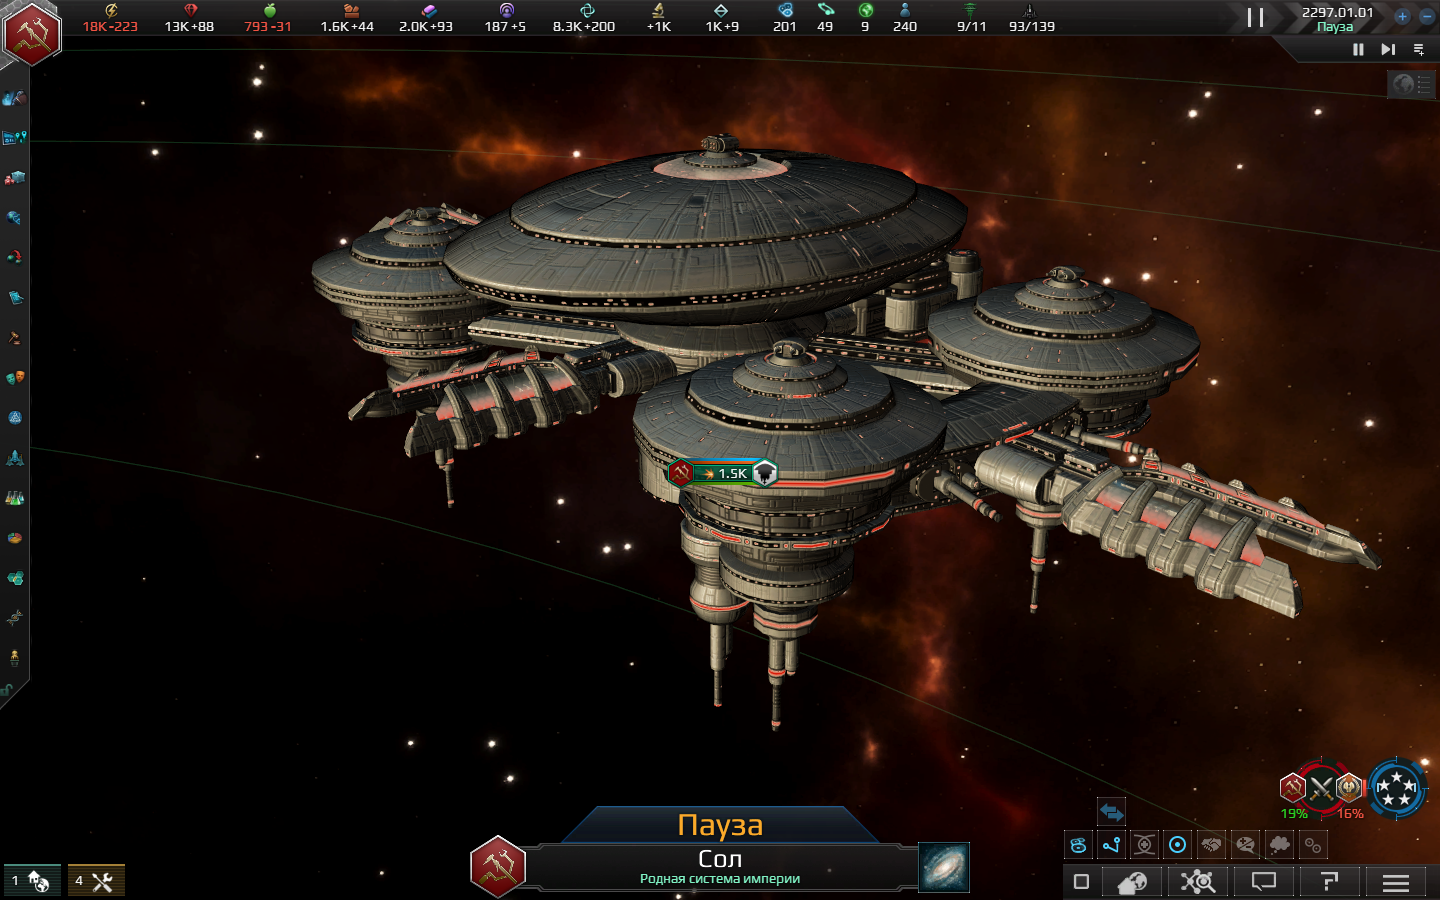 18K-223 13K+88 793-31 1.6K+44 2.0K+93 187+5 8.3K+200 +1K 1K+9 201 49 9 240 9/11 93/139
2297.01.01
Пауза
1.5K
19% 16%
Пауза
Сол
Родная система империи
1 4